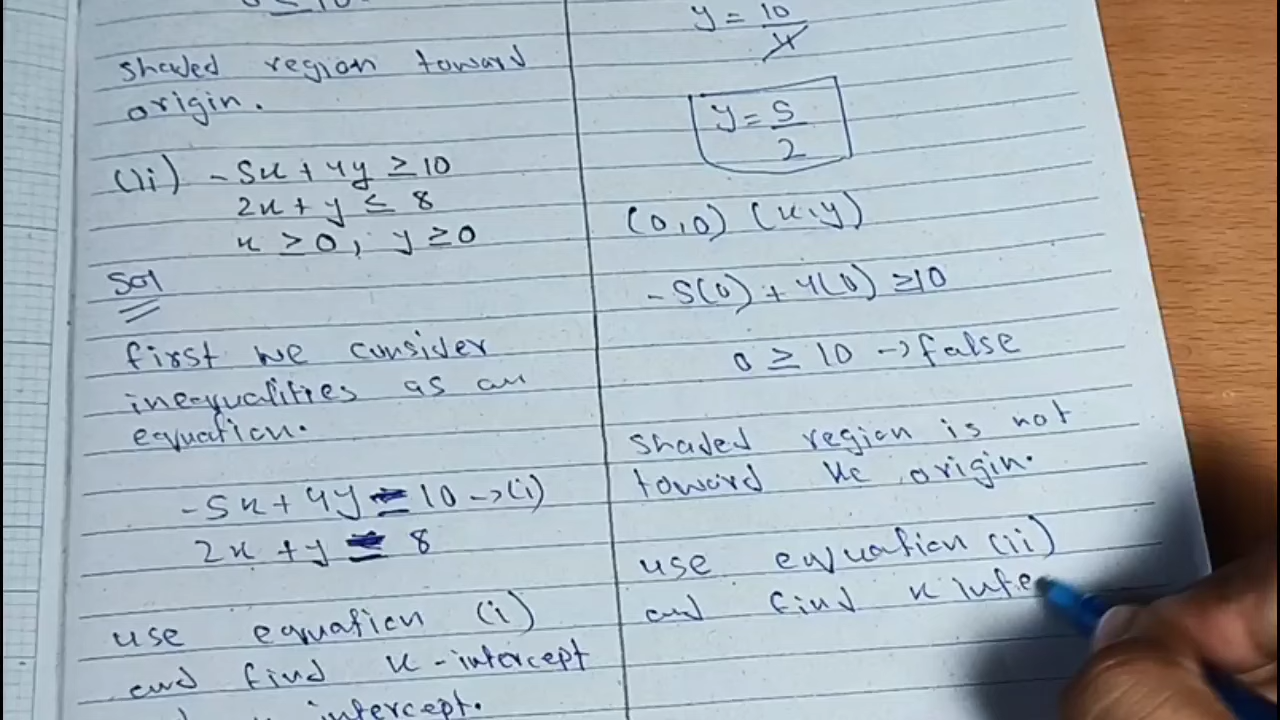 shaded region toward
origin.
(ii) -5x + 4y ≥ 10
2x + y ≤ 8
x ≥ 0, y ≥ 0
Sol
first we consider
inequalities as an
equation.
-5x + 4y = 10 → (i)
2x + y = 8
use equation (i)
and find x-intercept
intercept.
y = 10/4
y = 5/2
(0,0) (x,y)
-5(0) + 4(0) ≥ 10
0 ≥ 10 → false
shaded region is not
toward the origin.
use equation (ii)
and find x inte